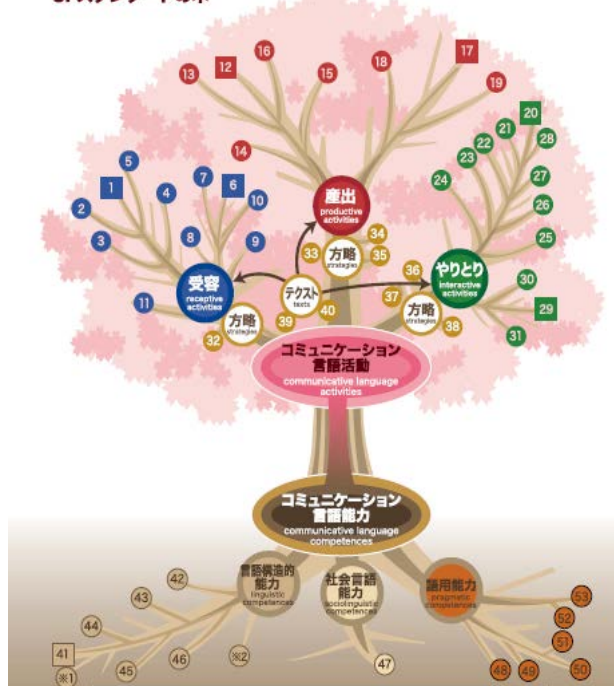 16
17
18
13
12
15
19
14
20
21
28
22
23
5
27
24
1
7
6
4
10
2
産出
productive
activities
26
34
8
9
25
3
33
方略
strategies
35
36
やりとり
interactive
activities
30
受容
receptive
activities
テクスト
texts
37
29
11
39
40
方略
strategies
38
31
32
方略
strategies
コミュニケーション
言語活動
communicative language
activities
コミュニケーション
言語能力
communicative language
competences
言語構造的
能力
linguistic
competences
社会言語
能力
sociolinguistic
competences
語用能力
pragmatic
competences
42
43
53
44
52
41
※1
45
46
※2
47
51
48
49
50